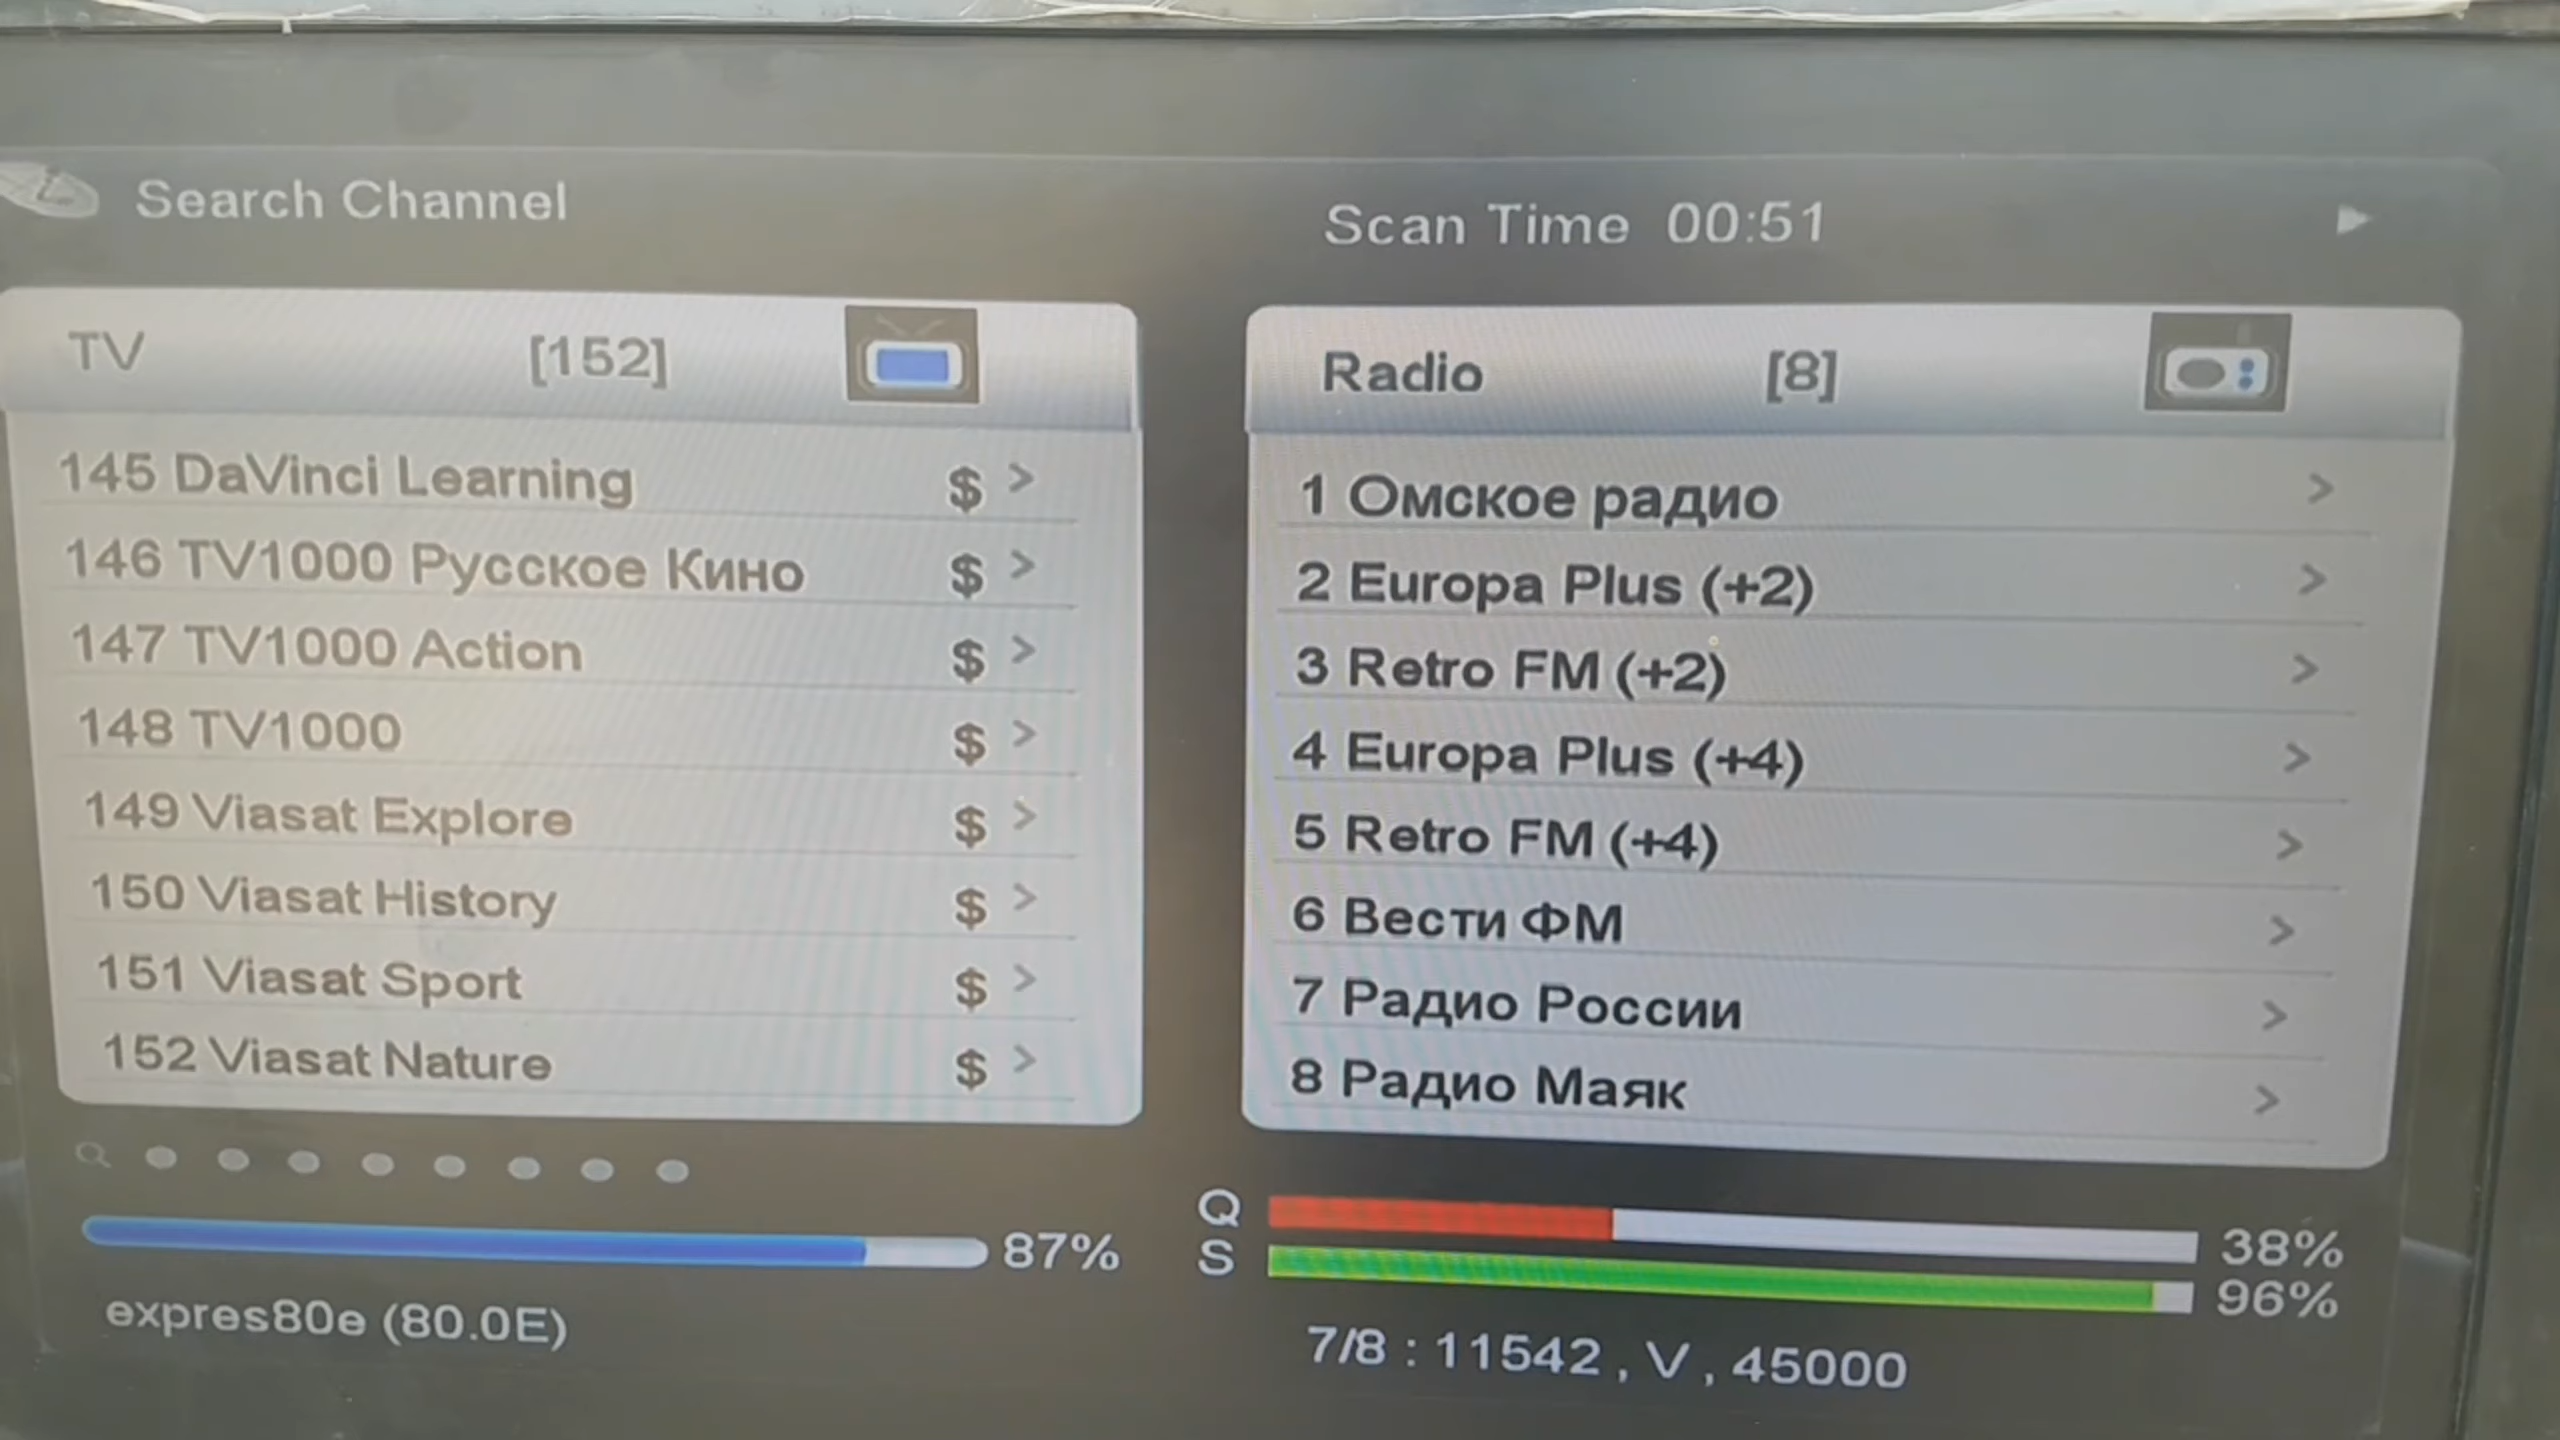 Search Channel
Scan Time 00:51
TV [152]
145 DaVinci Learning $ >
146 TV1000 Русское Кино $ >
147 TV1000 Action $ >
148 TV1000 $ >
149 Viasat Explore $ >
150 Viasat History $ >
151 Viasat Sport $ >
152 Viasat Nature $ >
87%
expres80e (80.0E)
Radio [8]
1 Омское радио >
2 Europa Plus (+2) >
3 Retro FM (+2) >
4 Europa Plus (+4) >
5 Retro FM (+4) >
6 Вести ФМ >
7 Радио России >
8 Радио Маяк >
Q 38%
S 96%
7/8 : 11542 , V , 45000